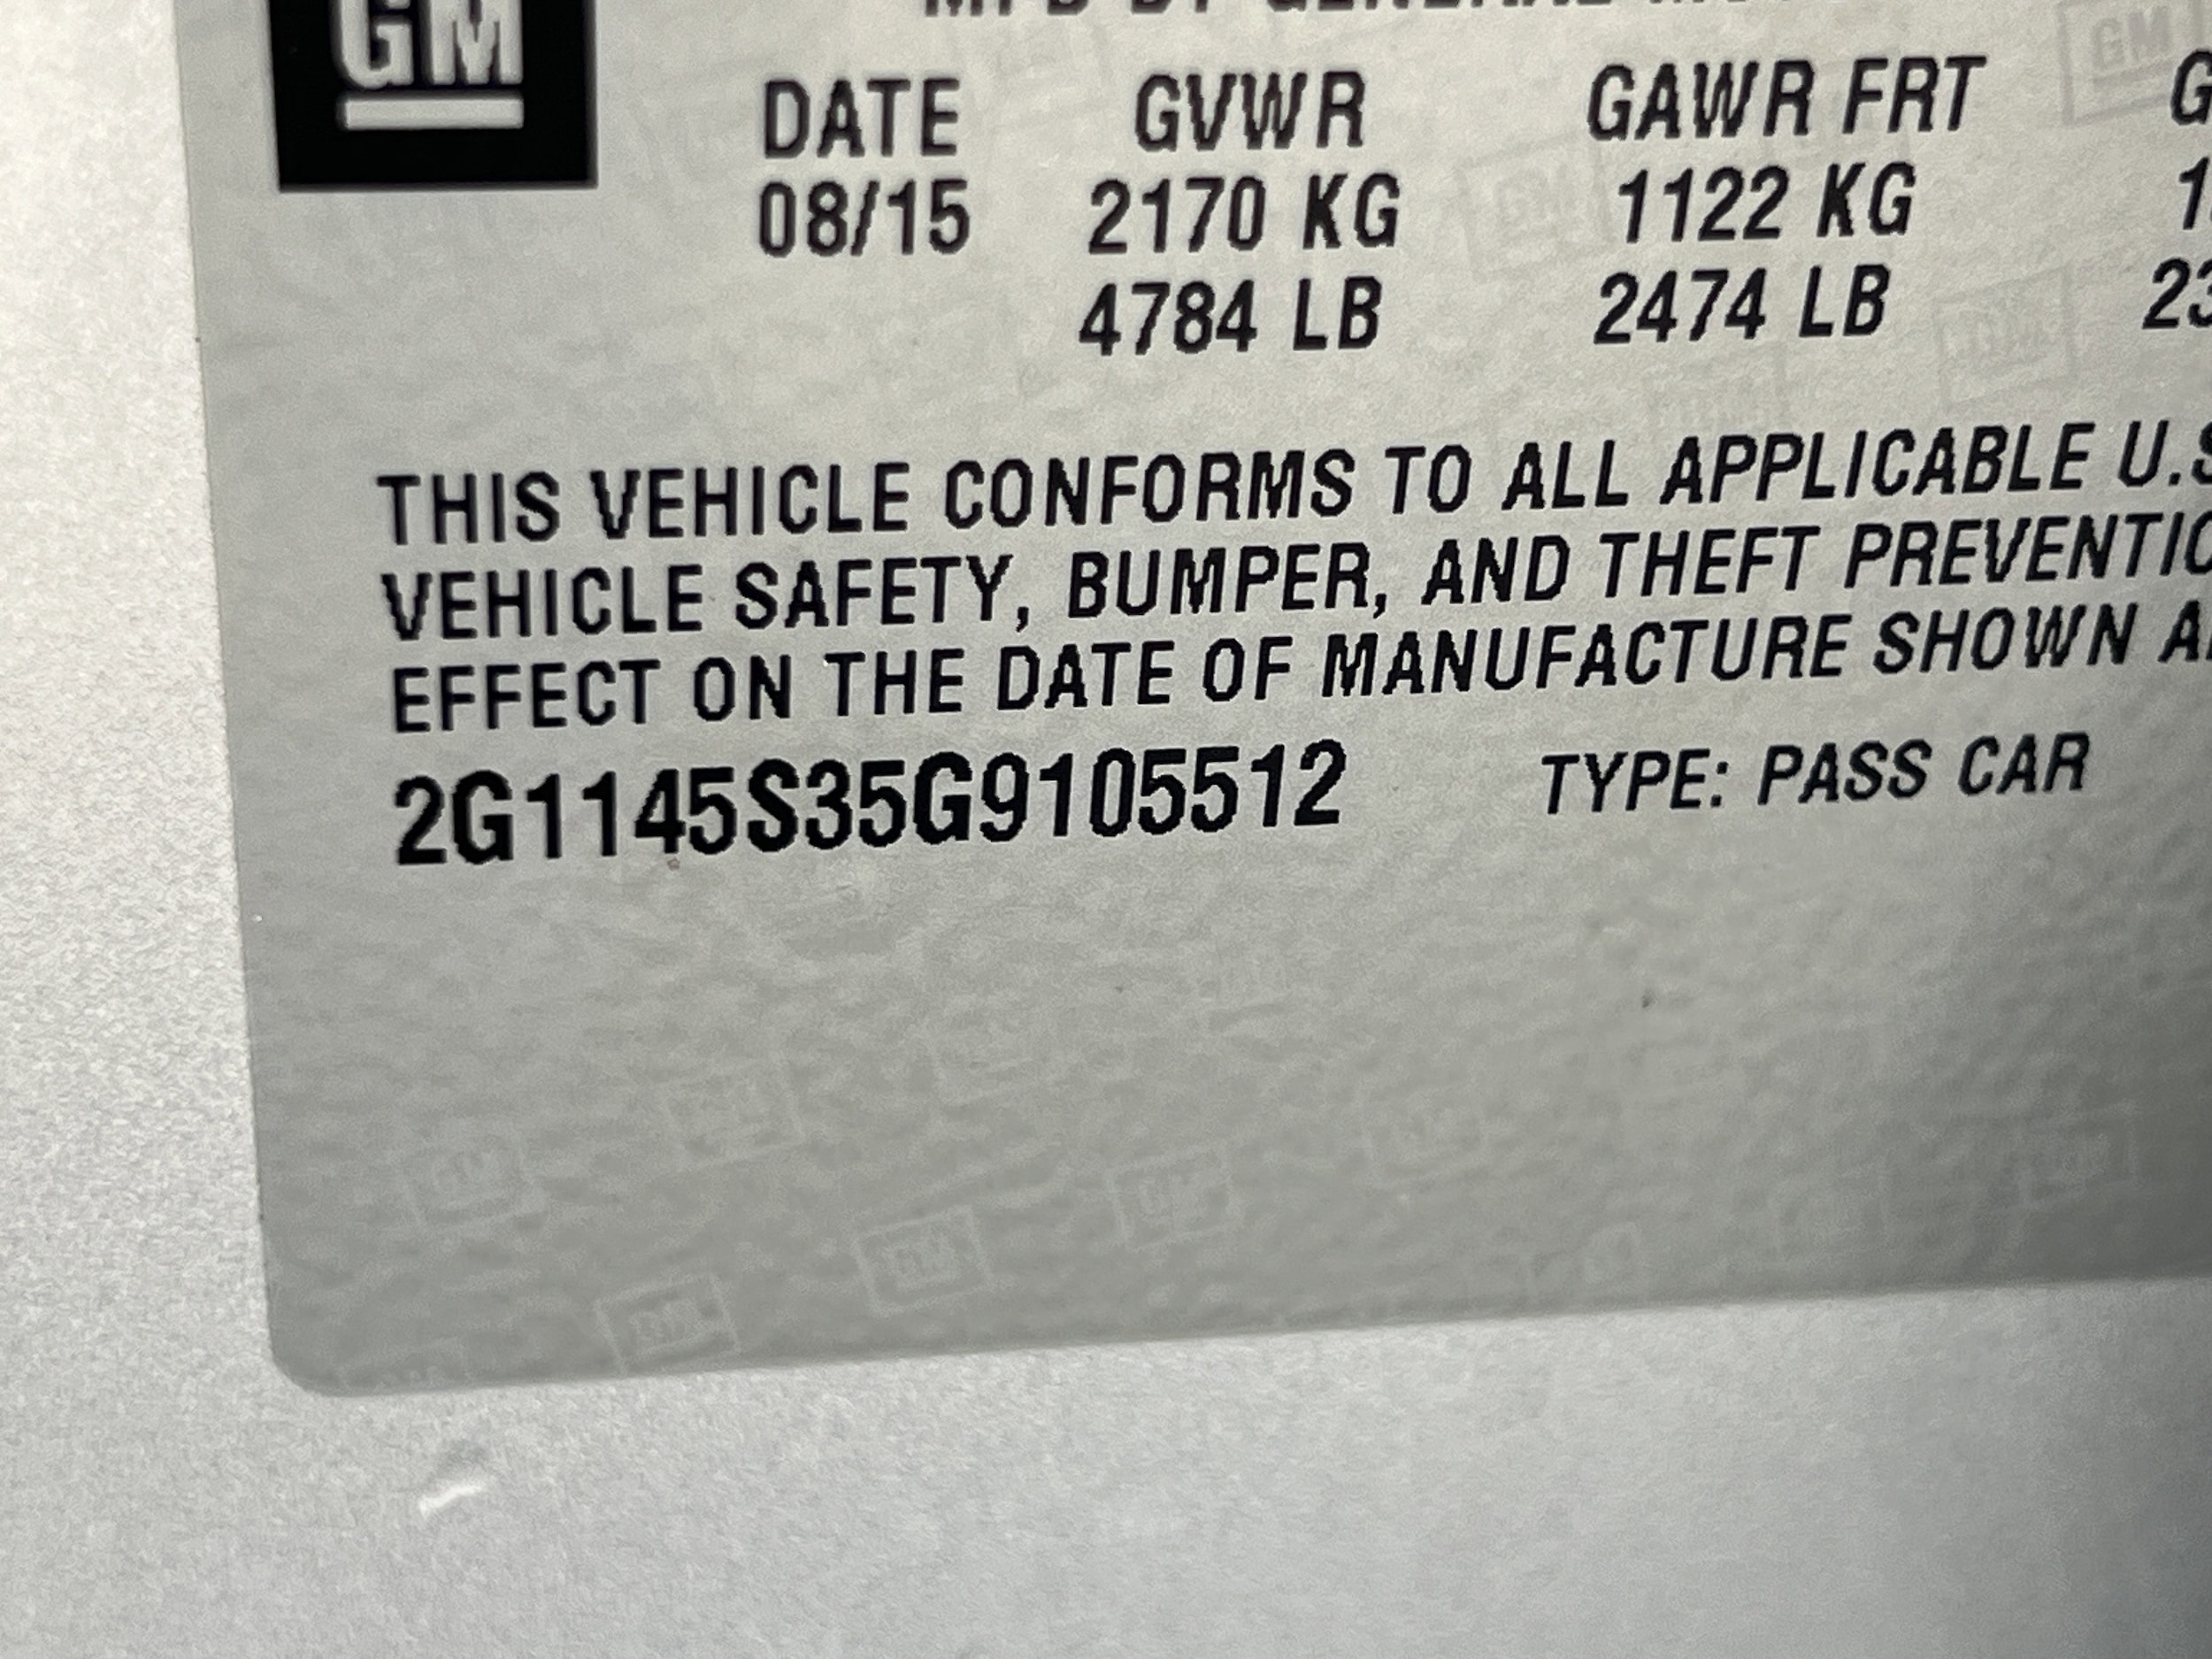 GM
DATE GVWR GAWR FRT
08/15 2170 KG 1122 KG
4784 LB 2474 LB
THIS VEHICLE CONFORMS TO ALL APPLICABLE U.S
VEHICLE SAFETY, BUMPER, AND THEFT PREVENTIO
EFFECT ON THE DATE OF MANUFACTURE SHOWN
2G1145S35G9105512 TYPE: PASS CAR